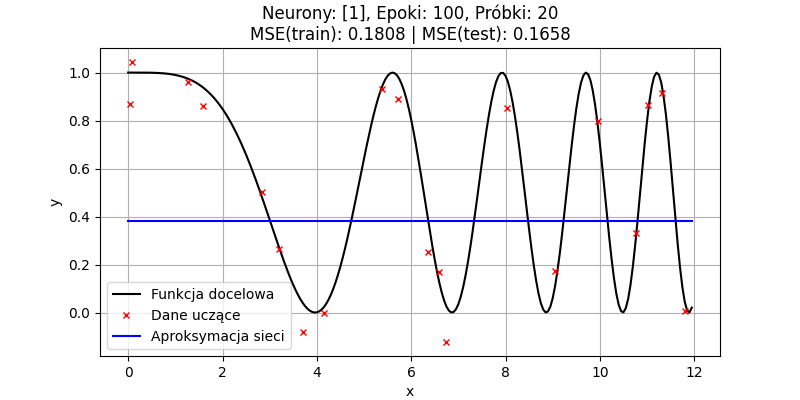 Neurony: [1], Epoki: 100, Próbki: 20
MSE(train): 0.1808 | MSE(test): 0.1658
y
1.0
0.8
0.6
0.4
0.2
0.0
Funkcja docelowa
Dane uczące
Aproksymacja sieci
0 2 4 6 8 10 12
x